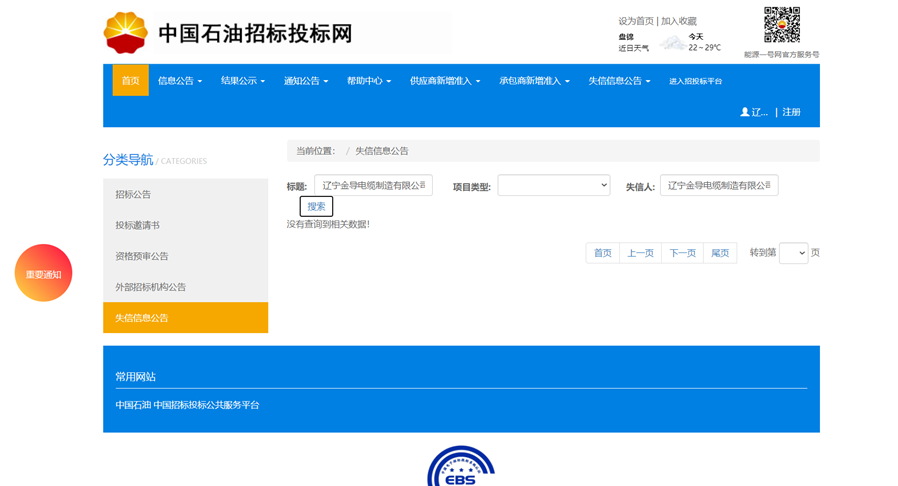 中国石油招标投标网
设为首页 | 加入收藏
盘锦 今天
近日天气 22～29℃
能源一号网官方服务号
首页 信息公告 结果公示 通知公告 帮助中心 供应商新增准入 承包商新增准入 失信信息公告 进入招投标平台
辽... | 注册
分类导航 / CATEGORIES
当前位置： / 失信信息公告
招标公告
投标邀请书
资格预审公告
外部招标机构公告
失信信息公告
标题: 辽宁金导电缆制造有限公司 项目类型: 失信人: 辽宁金导电缆制造有限公司
搜索
没有查询到相关数据!
首页 上一页 下一页 尾页 转到第 页
重要通知
常用网站
中国石油 中国招标投标公共服务平台
EBS